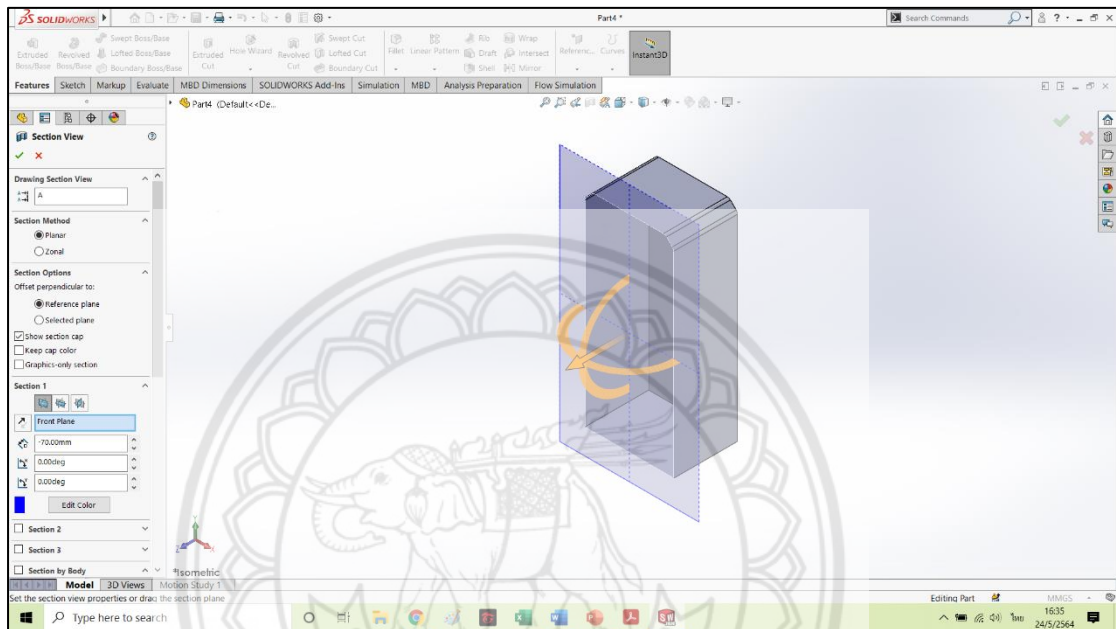 SOLIDWORKS Part4 * Search Commands
Extruded Boss/Base Revolved Boss/Base Swept Boss/Base Lofted Boss/Base Boundary Boss/Base Extruded Cut Hole Wizard Revolved Cut Swept Cut Lofted Cut Boundary Cut Fillet Linear Pattern Rib Draft Shell Wrap Intersect Mirror Referenc... Curves Instant3D
Features Sketch Markup Evaluate MBD Dimensions SOLIDWORKS Add-Ins Simulation MBD Analysis Preparation Flow Simulation
Part4 (Default<<De...
Section View
Drawing Section View
A
Section Method
Planar
Zonal
Section Options
Offset perpendicular to:
Reference plane
Selected plane
Show section cap
Keep cap color
Graphics-only section
Section 1
Front Plane
-70.00mm
0.00deg
0.00deg
Edit Color
Section 2
Section 3
Section by Body
*Isometric
Model 3D Views Motion Study 1
Set the section view properties or drag the section plane Editing Part MMGS
Type here to search ไทย 16:35
24/5/2564